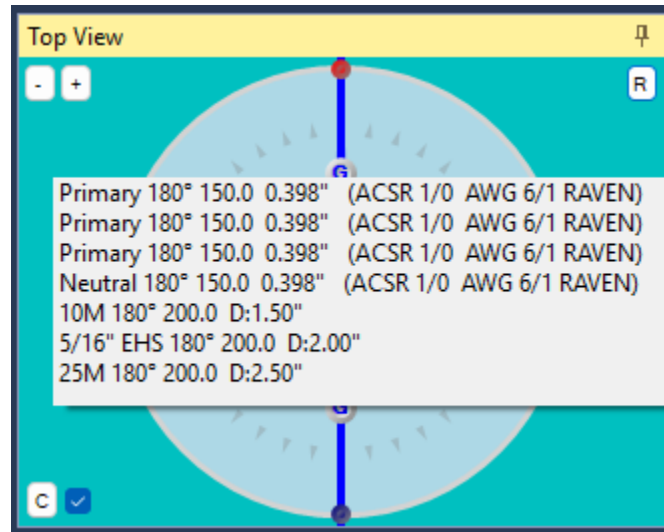 Top View
- +
R
G
Primary 180° 150.0 0.398" (ACSR 1/0 AWG 6/1 RAVEN)
Primary 180° 150.0 0.398" (ACSR 1/0 AWG 6/1 RAVEN)
Primary 180° 150.0 0.398" (ACSR 1/0 AWG 6/1 RAVEN)
Neutral 180° 150.0 0.398" (ACSR 1/0 AWG 6/1 RAVEN)
10M 180° 200.0 D:1.50"
5/16" EHS 180° 200.0 D:2.00"
25M 180° 200.0 D:2.50"
G
C